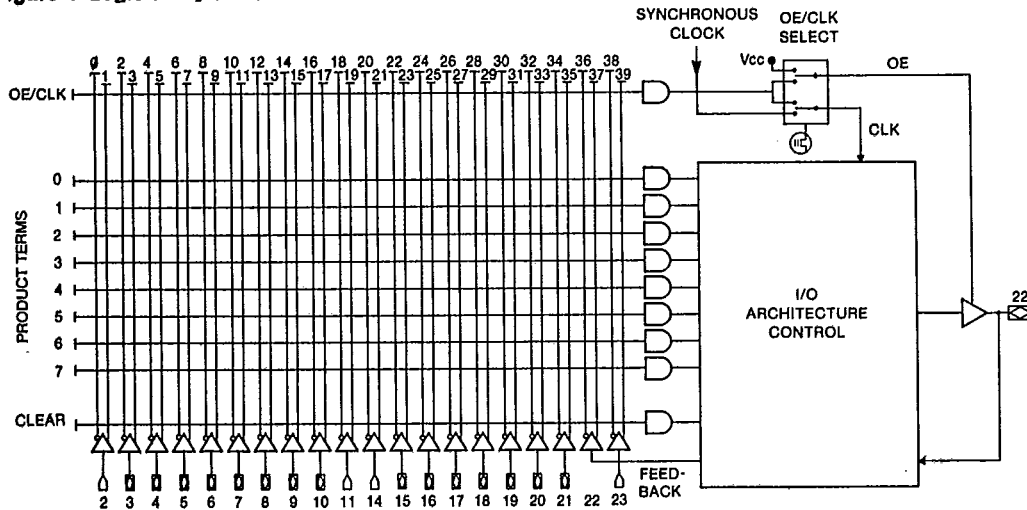 SYNCHRONOUS CLOCK
OE/CLK SELECT
0 2 4 6 8 10 12 14 16 18 20 22 24 26 28 30 32 34 36 38
1 3 5 7 9 11 13 15 17 19 21 23 25 27 29 31 33 35 37 39
Vcc
OE
OE/CLK
CLK
PRODUCT TERMS
0
1
2
3
4
5
6
7
CLEAR
I/O
ARCHITECTURE
CONTROL
22
FEED-
BACK
2 3 4 5 6 7 8 9 10 11 14 15 16 17 18 19 20 21 22 23